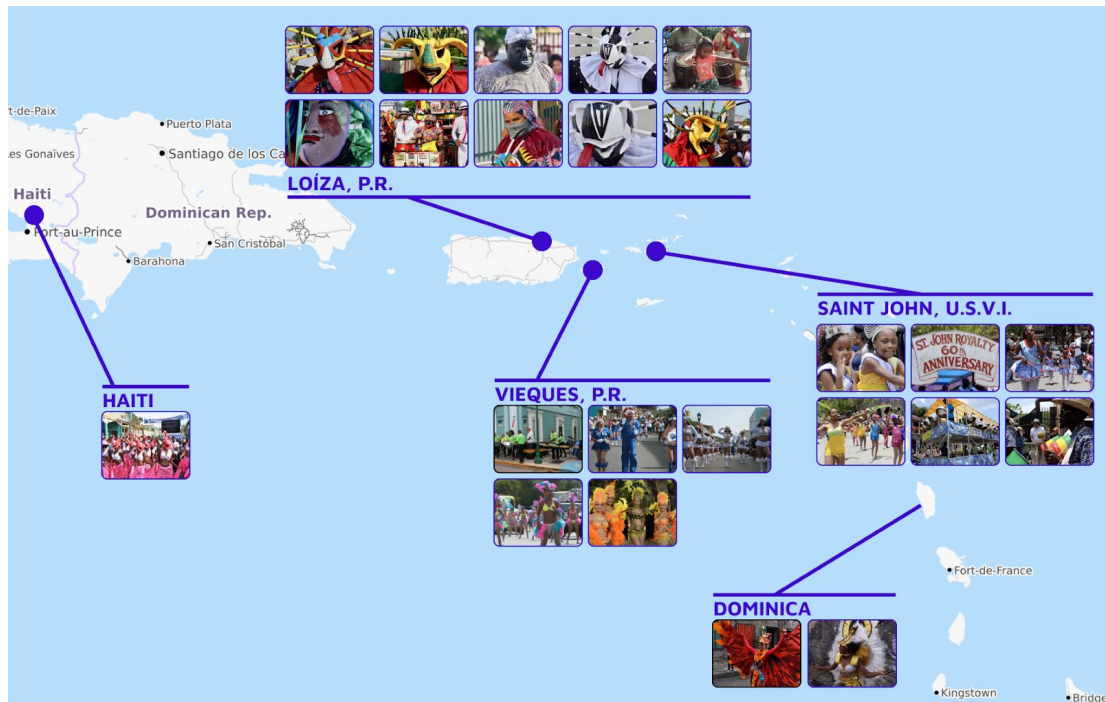 t-de-Paix
Puerto Plata
es Gonaïves
Santiago de los Ca
LOÍZA, P.R.
Haiti
Dominican Rep.
Port-au-Prince
San Cristóbal
Barahona
SAINT JOHN, U.S.V.I.
ST. JOHN ROYALTY
60th
ANNIVERSARY
HAITI
VIEQUES, P.R.
Fort-de-France
DOMINICA
Kingstown
Bridge